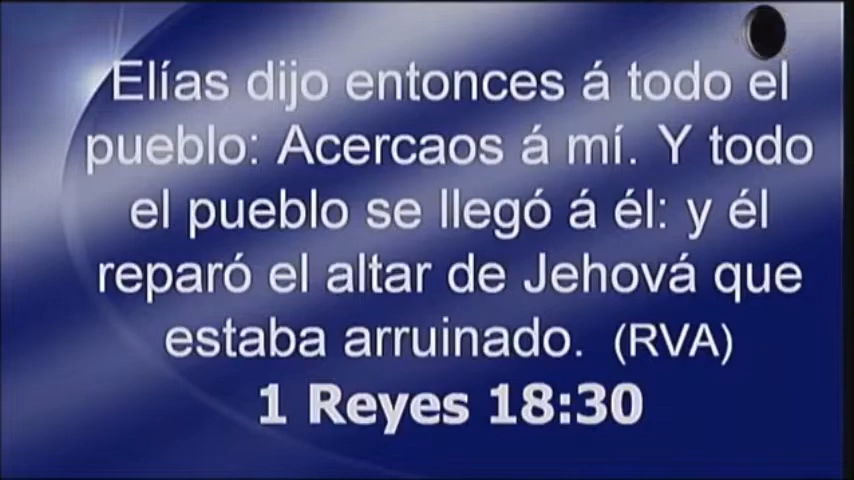 Elías dijo entonces á todo el
pueblo: Acercaos á mí. Y todo
el pueblo se llegó á él: y él
reparó el altar de Jehová que
estaba arruinado. (RVA)
1 Reyes 18:30